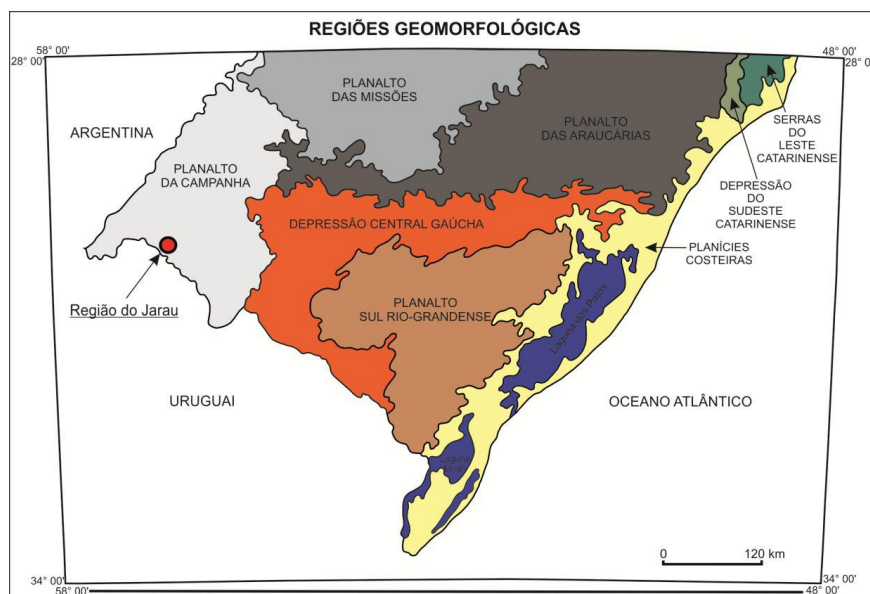 REGIÕES GEOMORFOLÓGICAS
58° 00'
48° 00'
28° 00'
28° 00'
PLANALTO
DAS MISSÕES
ARGENTINA
PLANALTO
DAS ARAUCÁRIAS
SERRAS
DO
LESTE
CATARINENSE
PLANALTO
DA CAMPANHA
DEPRESSÃO
DO
SUDESTE
CATARINENSE
DEPRESSÃO CENTRAL GAÚCHA
PLANÍCIES
COSTEIRAS
Região do Jarau
PLANALTO
SUL RIO-GRANDENSE
Laguna dos Patos
URUGUAI
OCEANO ATLÂNTICO
Laguna
Mirim
0
120 km
34° 00'
34° 00'
58° 00'
48° 00'